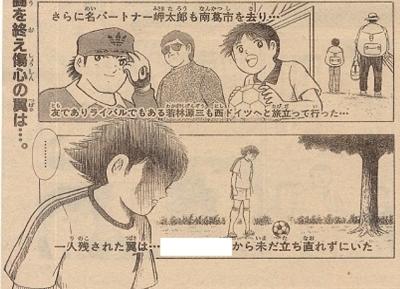 さらに名パートナー岬太郎も南葛市を去り…
友でありライバルでもある若林源三も西ドイツへと旅立って行った…
闘を終え傷心の翼は…。
………
一人残された翼は…
から未だ立ち直れずにいた